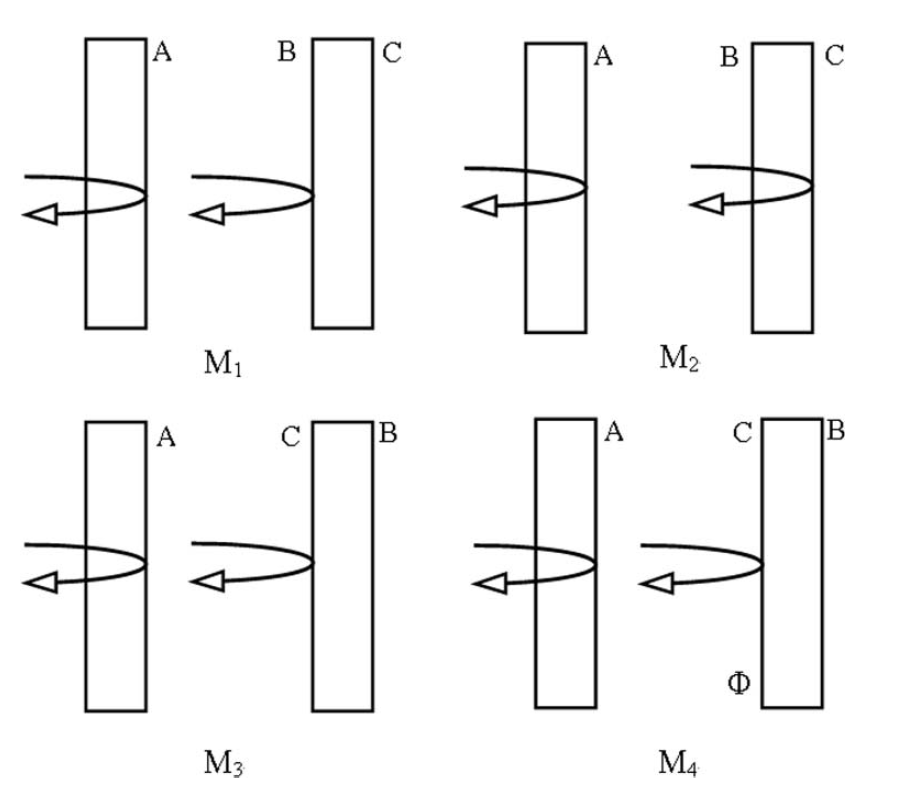 A B C A B C
M₁ M₂
A C B A C B
Φ
M₃ M₄